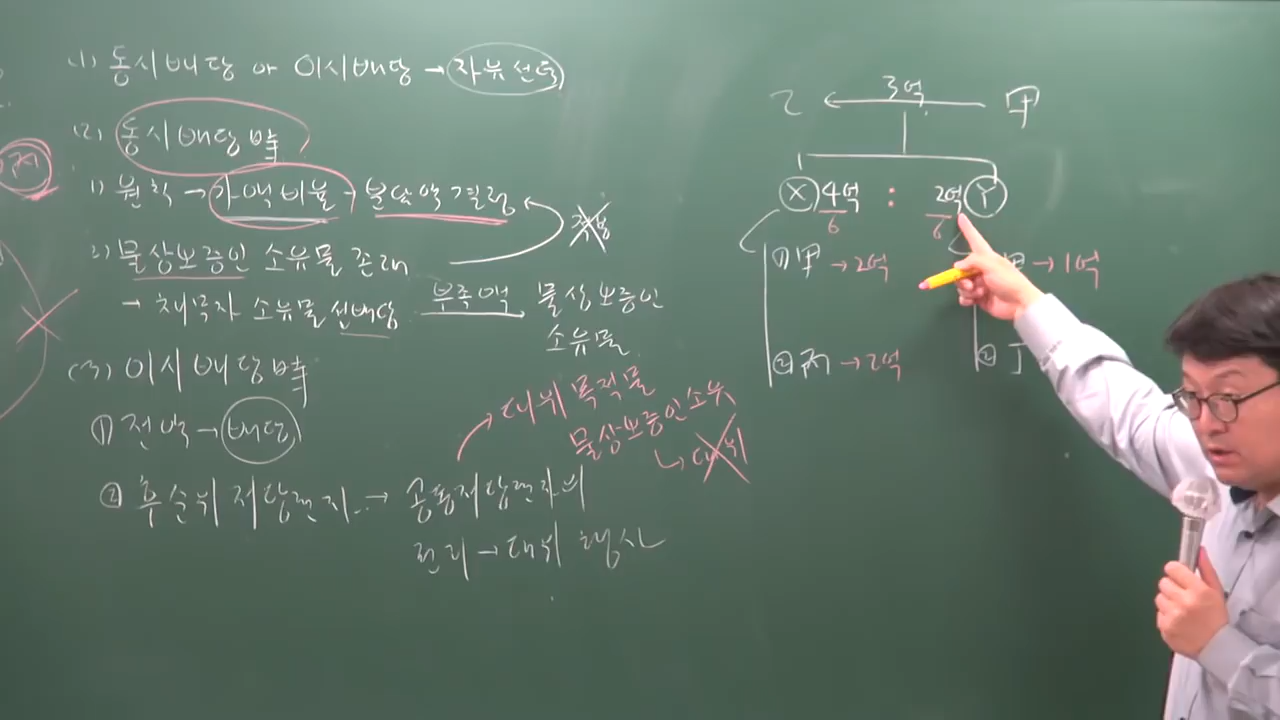 (1) 동시배당 or 이시배당 → 자유선택
(2) 동시배당 時
1) 원칙 → 가액비율 → 분담액 결정
적용
2) 물상보증인 소유물 존재
→ 채무자 소유물 선배당 부족액 → 물상보증인
소유물
(3) 이시배당 時
① 전액 → 배당
② 후순위 저당권자 → 공동저당권자의
권리 → 대위 행사
→ 대위 목적물
물상보증인 소유
↳ 대위
乙 ← 3억 甲
X 4억 : 2억 Y
6 6
① 甲 → 2억
② 丙 → 2억
甲 → 1억
② 丁